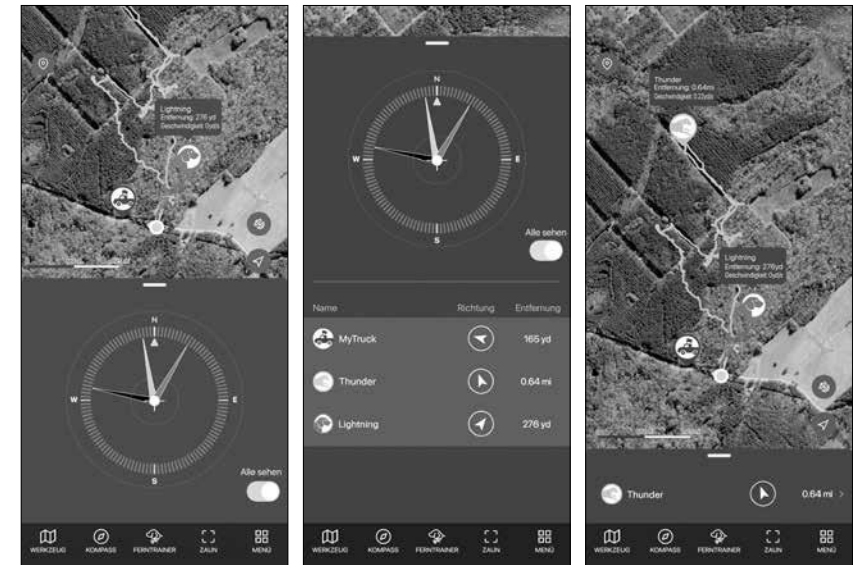 Lightning
Entfernung: 276 yd
Geschwindigkeit 0yd/s
N
W
E
S
Alle sehen
WERKZEUG KOMPASS FERNTRAINER ZAUN MENÜ
N
W
E
S
Alle sehen
Name Richtung Entfernung
MyTruck 165 yd
Thunder 0.64 mi
Lightning 276 yd
WERKZEUG KOMPASS FERNTRAINER ZAUN MENÜ
Thunder
Entfernung: 0.64mi
Lightning
Entfernung: 276yd
Geschwindigkeit 0yd/s
Thunder 0.64 mi
WERKZEUG KOMPASS FERNTRAINER ZAUN MENÜ